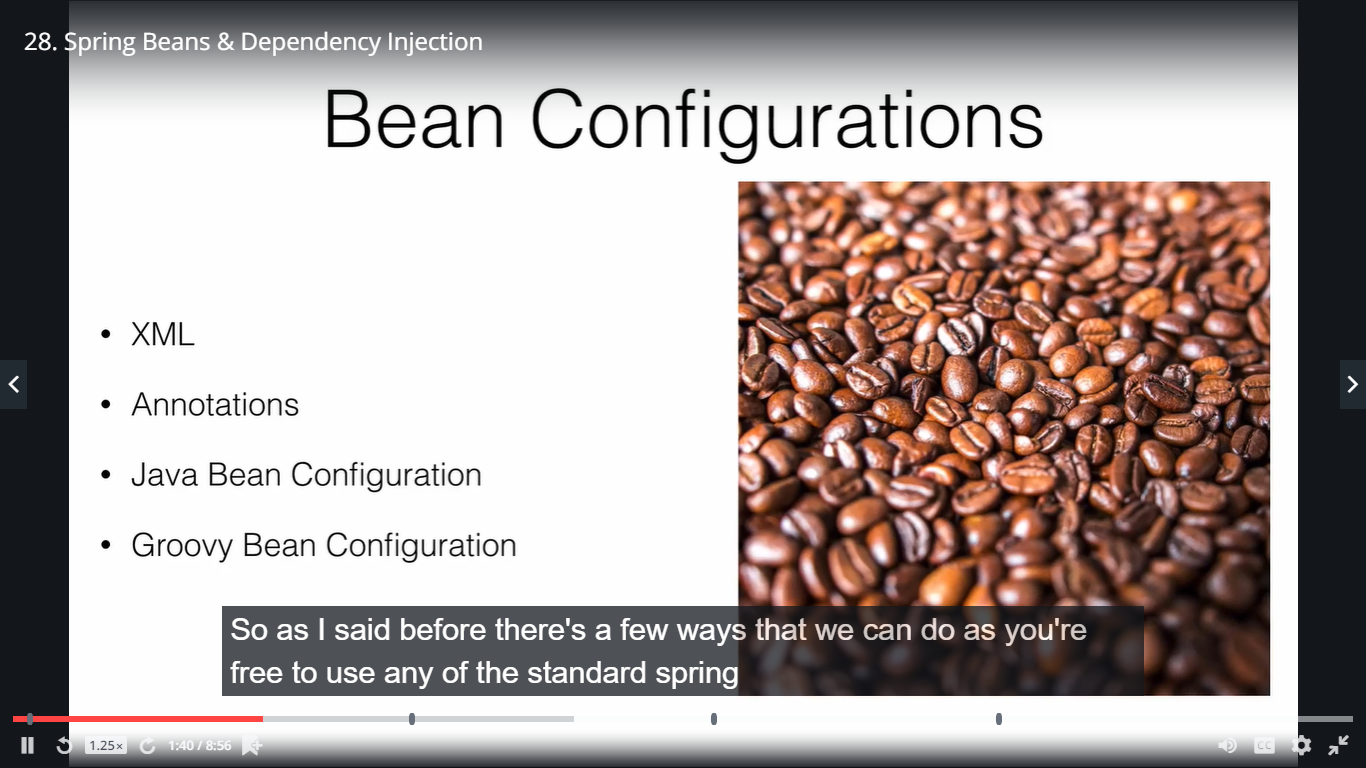 28. Spring Beans & Dependency Injection
Bean Configurations
• XML
• Annotations
• Java Bean Configuration
• Groovy Bean Configuration
So as I said before there's a few ways that we can do as you're
free to use any of the standard spring
1.25×
1:40 / 8:56
CC